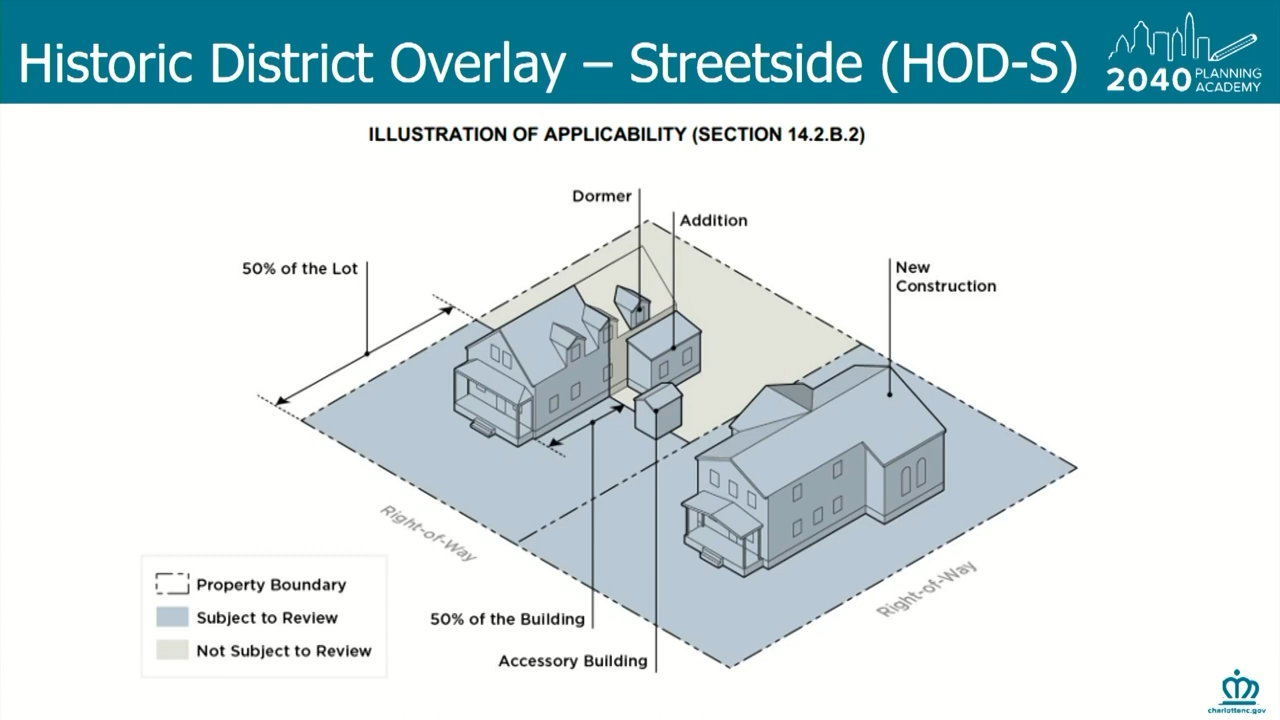 Historic District Overlay – Streetside (HOD-S)
2040 PLANNING
ACADEMY
ILLUSTRATION OF APPLICABILITY (SECTION 14.2.B.2)
Dormer
Addition
50% of the Lot
New
Construction
Right-of-Way
Right-of-Way
Property Boundary
Subject to Review
Not Subject to Review
50% of the Building
Accessory Building
charlottenc.gov